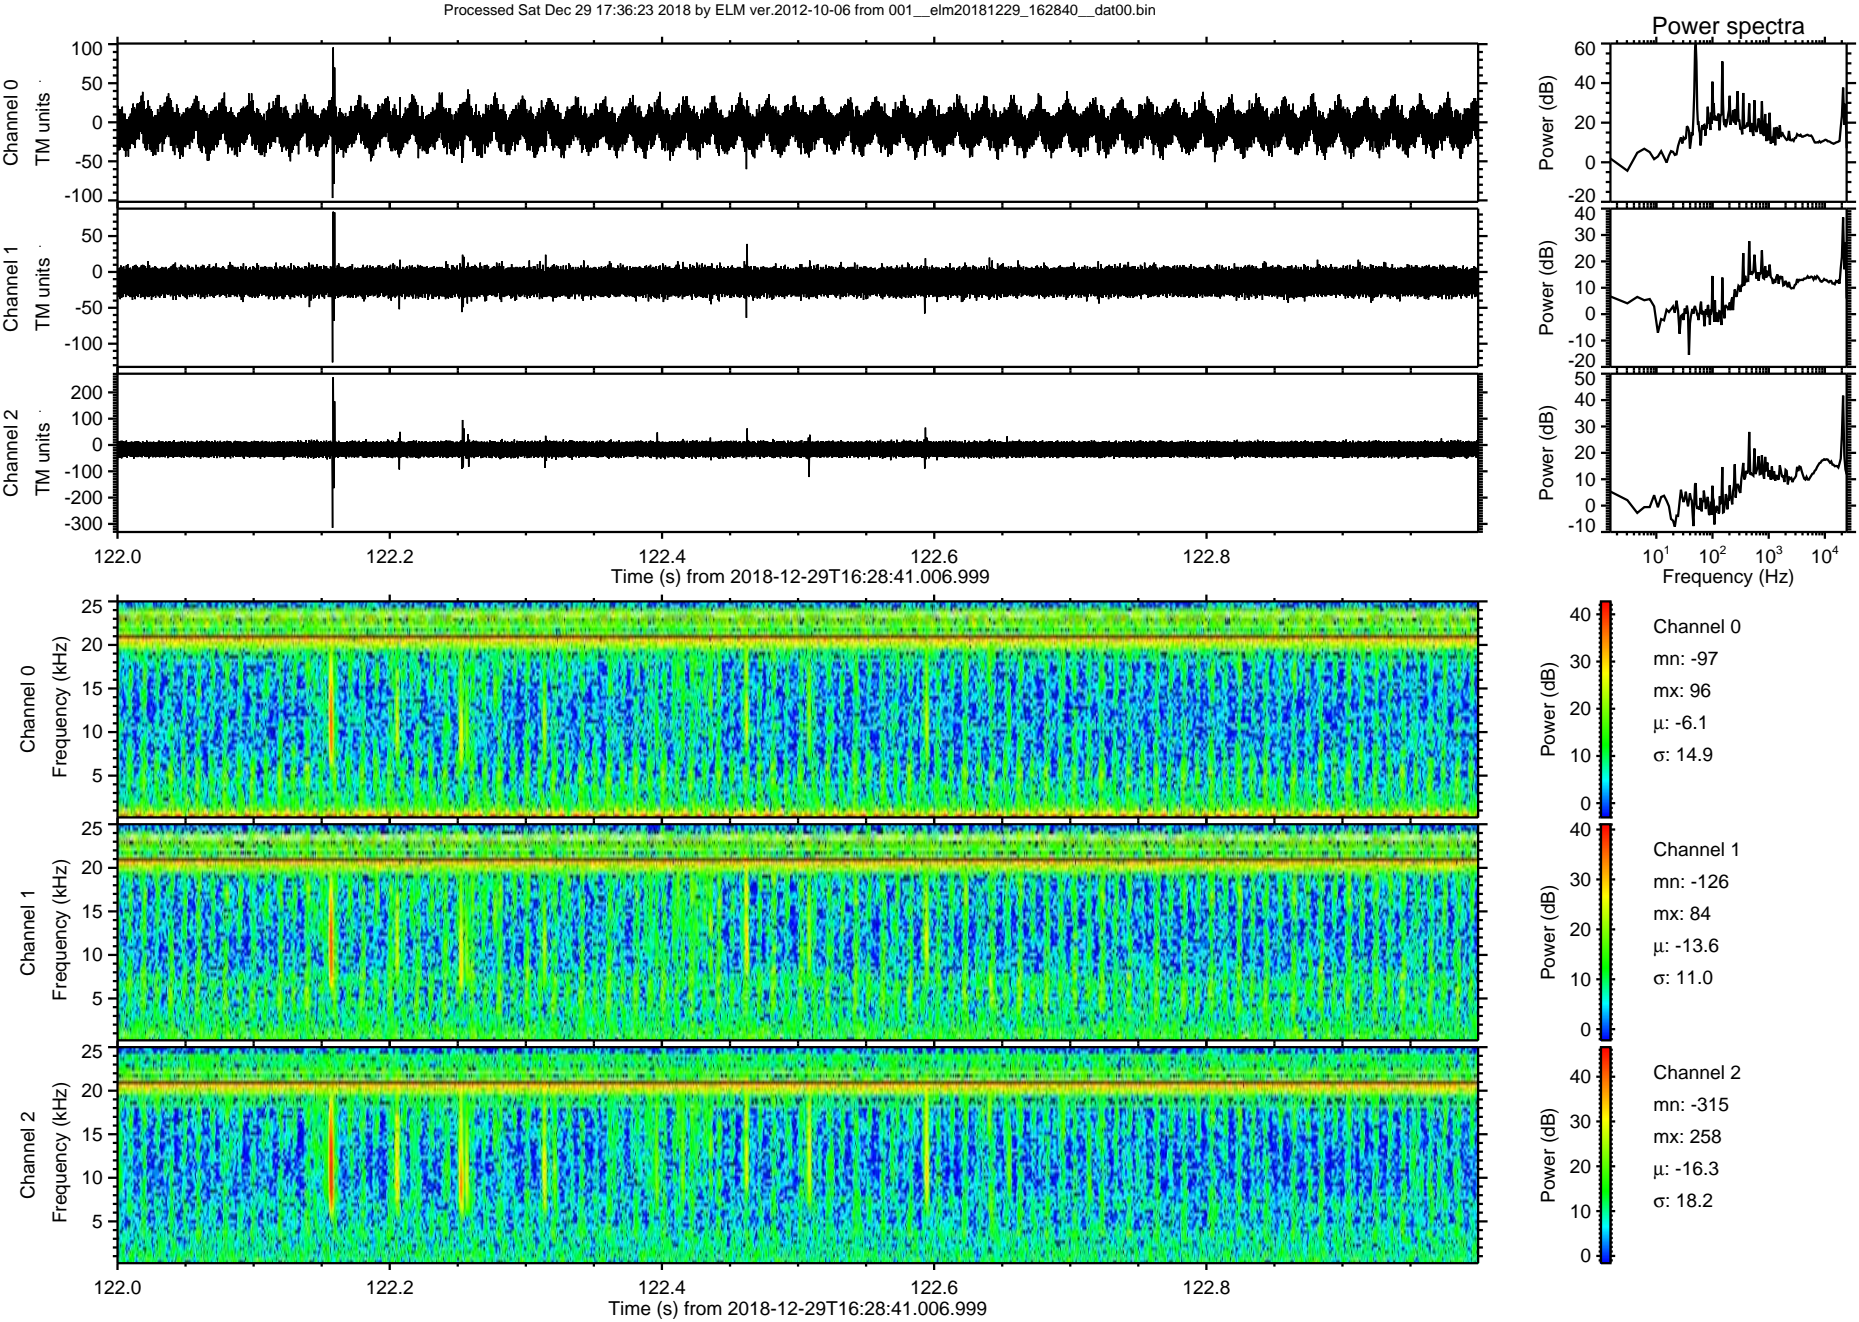 Processed Sat Dec 29 17:36:23 2018 by ELM ver.2012-10-06 from 001__elm20181229_162840__dat00.bin
Power spectra
Channel 0
TM units
100
50
0
-50
-100
Power (dB)
60
40
20
0
-20
Channel 1
TM units
50
0
-50
-100
Power (dB)
40
30
20
10
0
-10
-20
Channel 2
TM units
200
100
0
-100
-200
-300
Power (dB)
50
40
30
20
10
0
-10
122.0 122.2 122.4 122.6 122.8
Time (s) from 2018-12-29T16:28:41.006.999
10^1 10^2 10^3 10^4
Frequency (Hz)
Channel 0
Frequency (kHz)
25
20
15
10
5
Power (dB)
40
30
20
10
0
Channel 0
mn: -97
mx: 96
μ: -6.1
σ: 14.9
Channel 1
Frequency (kHz)
25
20
15
10
5
Power (dB)
40
30
20
10
0
Channel 1
mn: -126
mx: 84
μ: -13.6
σ: 11.0
Channel 2
Frequency (kHz)
25
20
15
10
5
Power (dB)
40
30
20
10
0
Channel 2
mn: -315
mx: 258
μ: -16.3
σ: 18.2
122.0 122.2 122.4 122.6 122.8
Time (s) from 2018-12-29T16:28:41.006.999